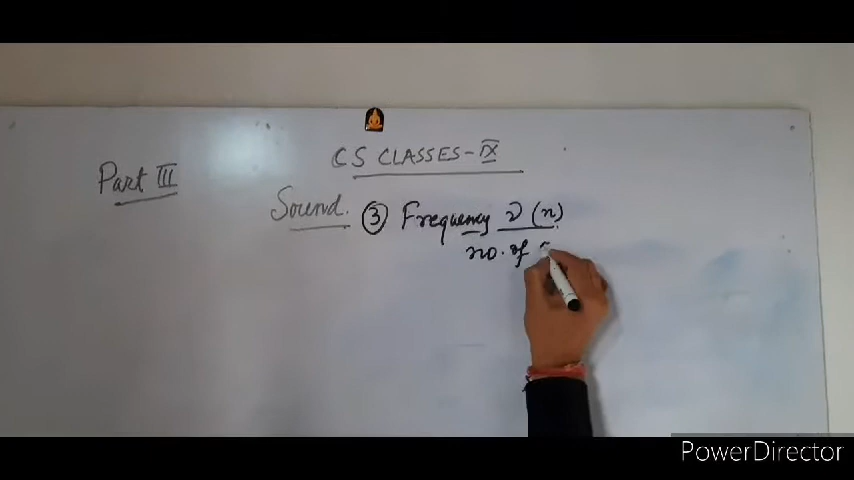 CS CLASSES-IX
Part III
Sound. ③ Frequency ν (n)
no. of
PowerDirector